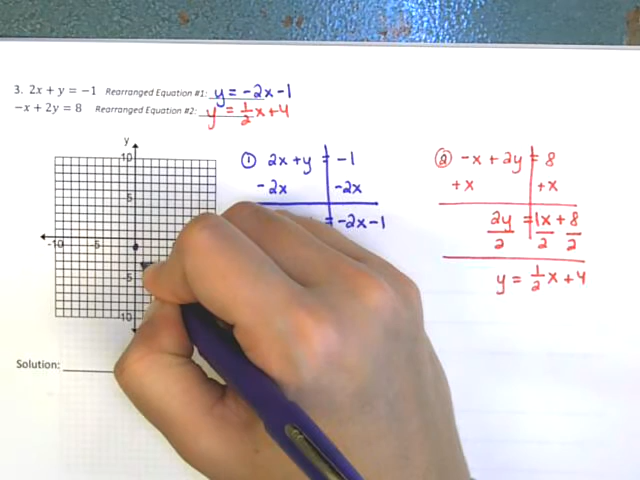 3. 2x + y = −1 Rearranged Equation #1: y = -2x-1
−x + 2y = 8 Rearranged Equation #2: y = 1/2 x+4
y
10
5
-10 -5
5
10
Solution:
① 2x+y = -1
-2x -2x
= -2x-1
② -x + 2y = 8
+x +x
2y/2 = 1x/2 + 8/2
y = 1/2 x + 4